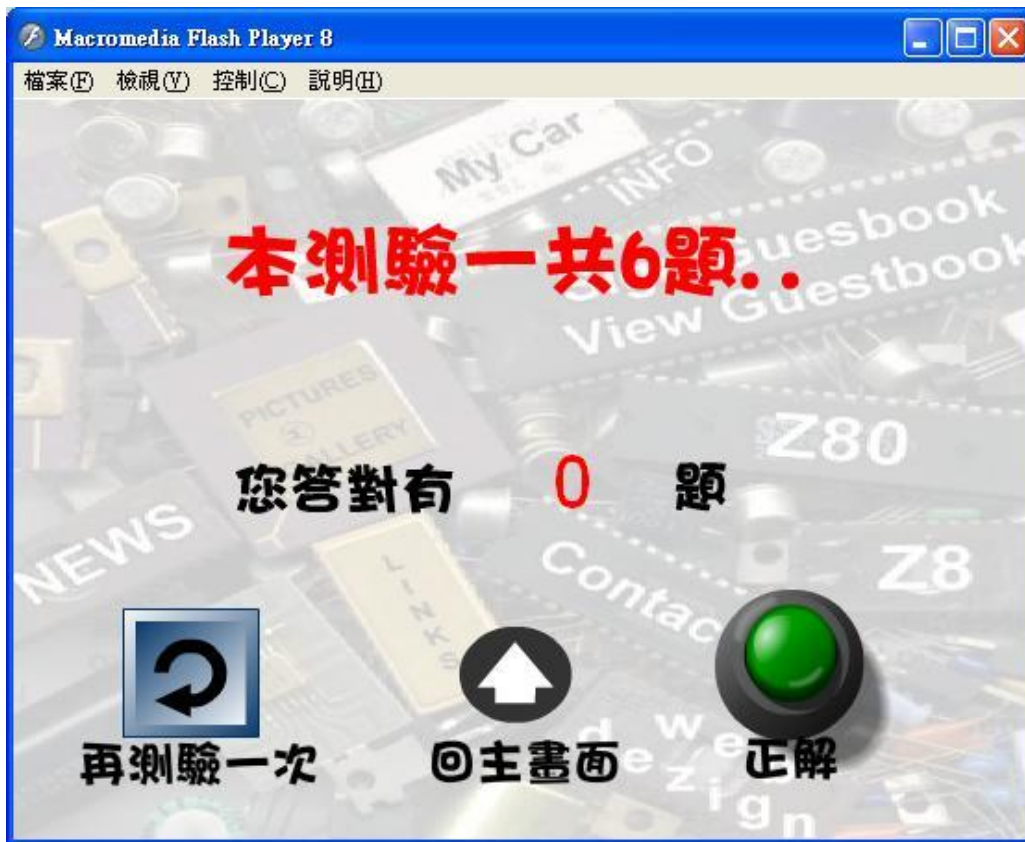 Macromedia Flash Player 8
檔案(F) 檢視(V) 控制(C) 說明(H)
My Car
INFO
Guesbook
本測驗一共6題..
View Guestbook
PICTURES
GALLERY
Z80
您答對有 0 題
NEWS
LINKS
Contac
Z8
再測驗一次
回主畫面
正解
we
dezign